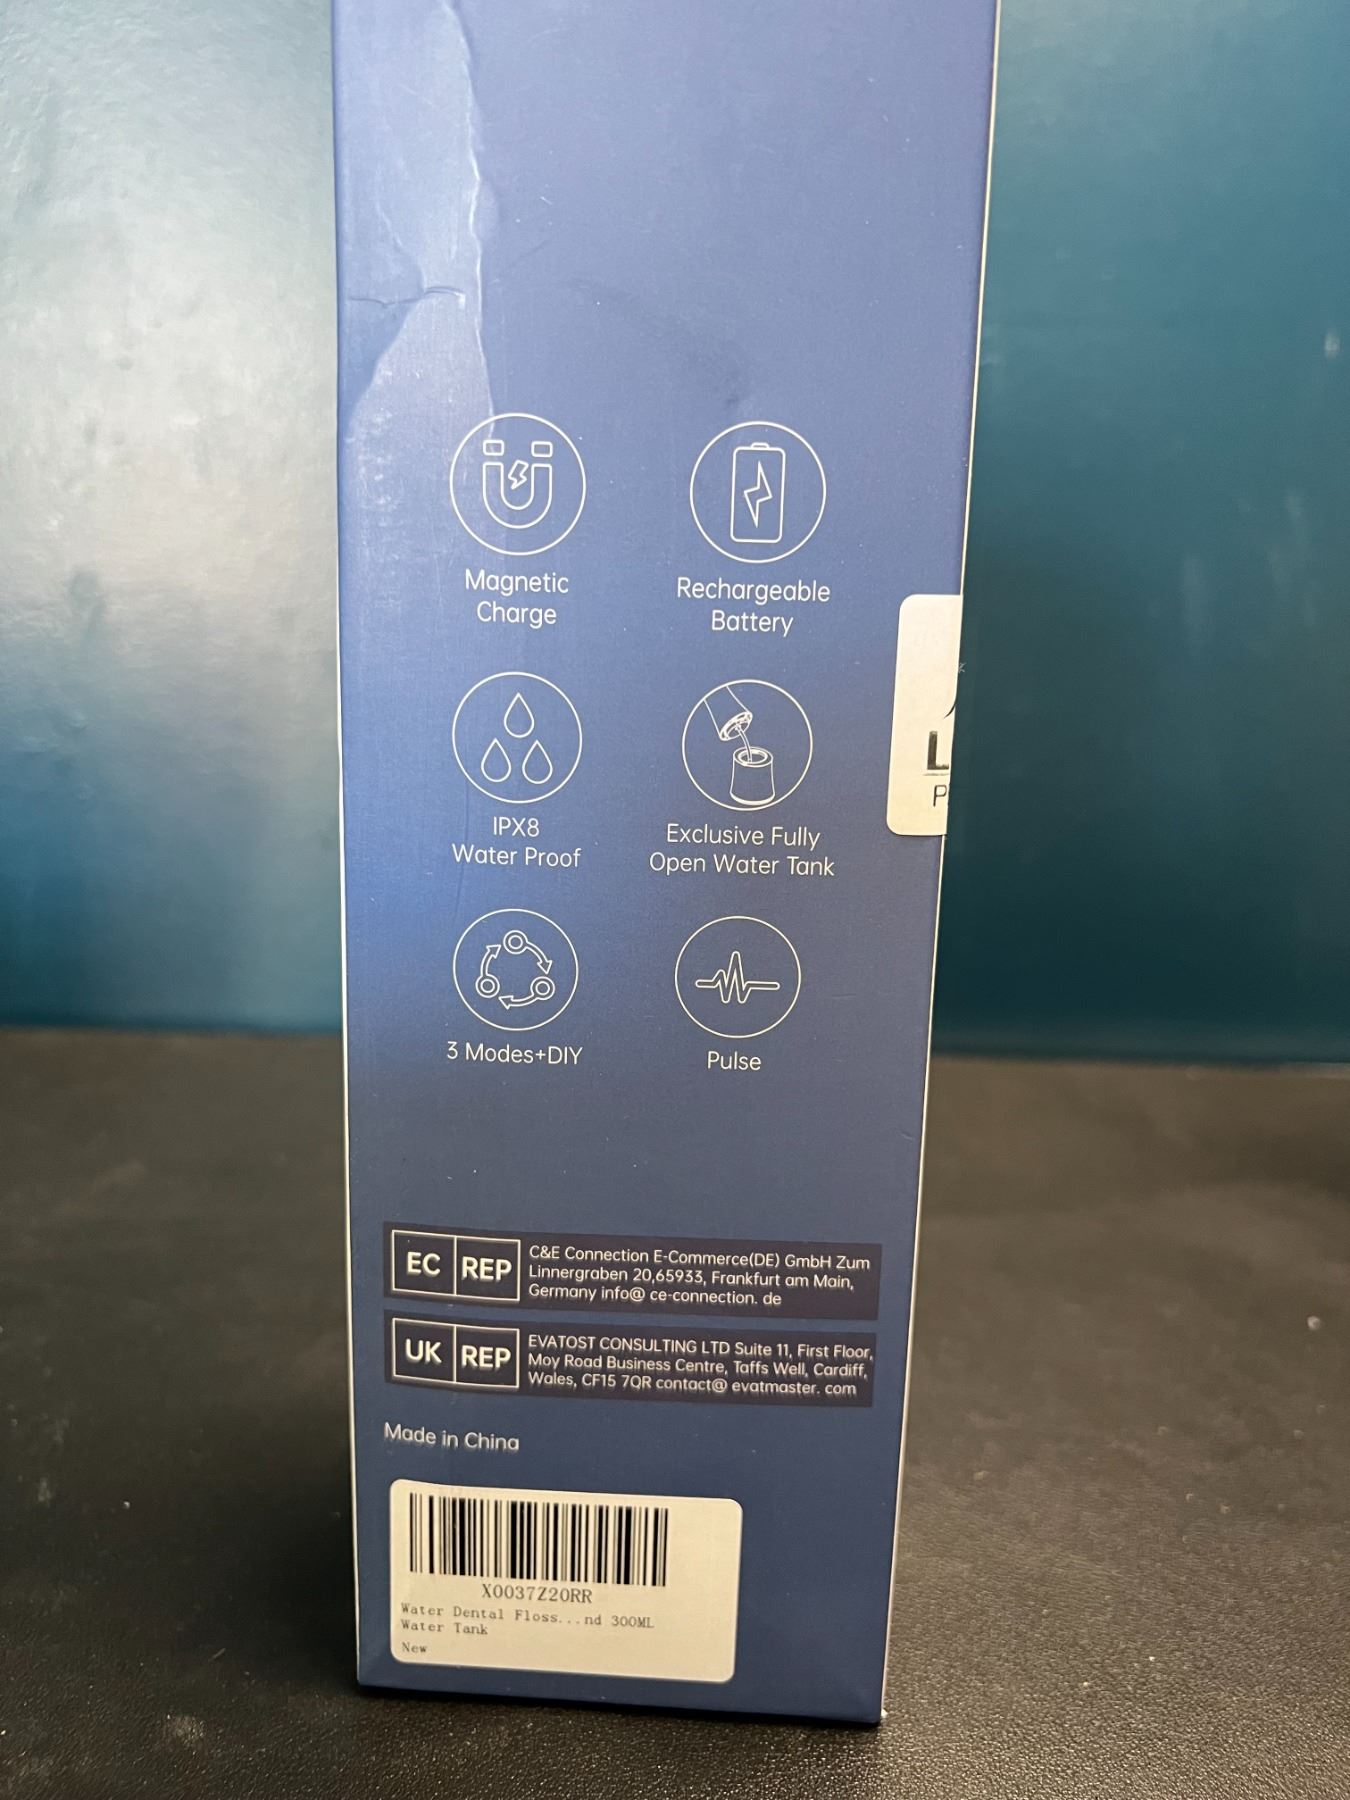 Magnetic
Charge
Rechargeable
Battery
IPX8
Water Proof
Exclusive Fully
Open Water Tank
3 Modes+DIY
Pulse
EC REP
C&E Connection E-Commerce(DE) GmbH Zum
Linnergraben 20,65933, Frankfurt am Main,
Germany info@ ce-connection. de
UK REP
EVATOST CONSULTING LTD Suite 11, First Floor,
Moy Road Business Centre, Taffs Well, Cardiff,
Wales, CF15 7QR contact@ evatmaster. com
Made in China
X0037Z20RR
Water Dental Floss...nd 300ML
Water Tank
New